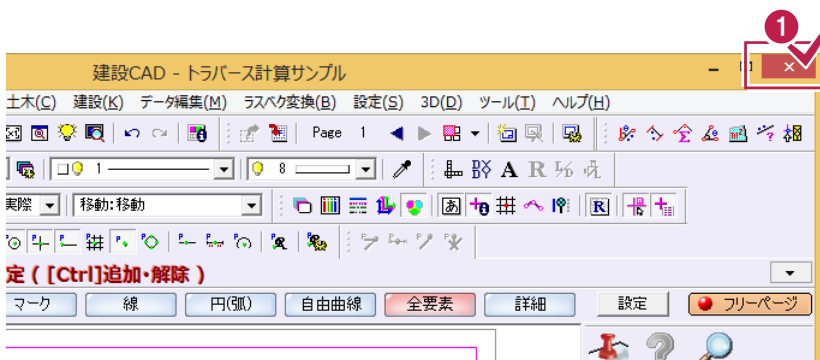 1
建設CAD - トラバース計算サンプル
土木(C) 建設(K) データ編集(M) ラスベク変換(B) 設定(S) 3D(D) ツール(T) ヘルプ(H)
Page 1
1 8 A R
実際 移動:移動 あ R
定 ( [Ctrl]追加・解除 )
マーク 線 円(弧) 自由曲線 全要素 詳細 設定 フリーページ